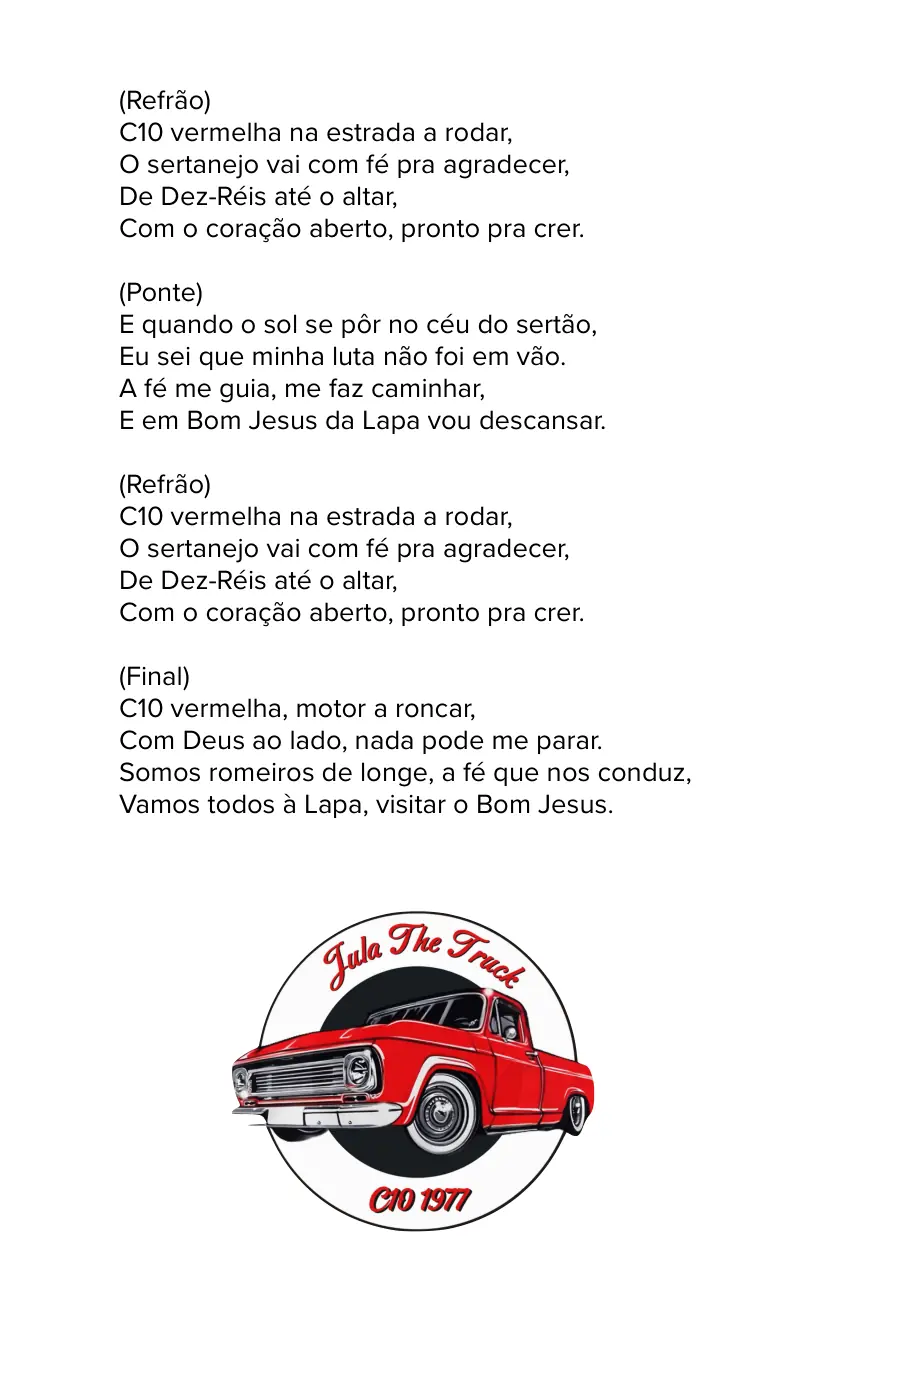 (Refrão)
C10 vermelha na estrada a rodar,
O sertanejo vai com fé pra agradecer,
De Dez-Réis até o altar,
Com o coração aberto, pronto pra crer.
(Ponte)
E quando o sol se pôr no céu do sertão,
Eu sei que minha luta não foi em vão.
A fé me guia, me faz caminhar,
E em Bom Jesus da Lapa vou descansar.
(Refrão)
C10 vermelha na estrada a rodar,
O sertanejo vai com fé pra agradecer,
De Dez-Réis até o altar,
Com o coração aberto, pronto pra crer.
(Final)
C10 vermelha, motor a roncar,
Com Deus ao lado, nada pode me parar.
Somos romeiros de longe, a fé que nos conduz,
Vamos todos à Lapa, visitar o Bom Jesus.
Jula The Truck
C10 1977